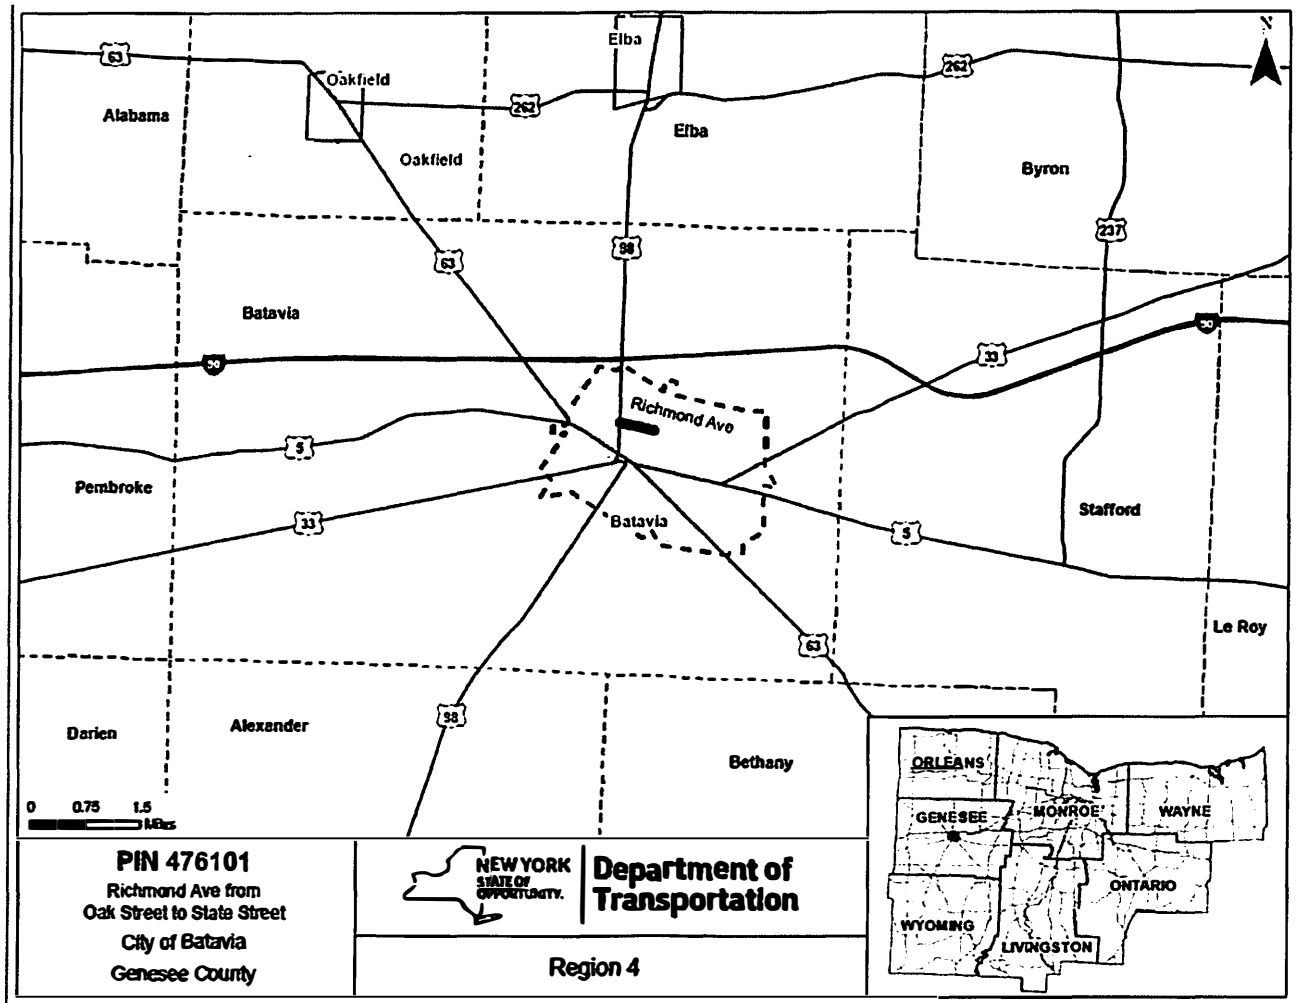 N
Elba
63
262
Oakfield
262
Alabama
Elba
Oakfield
Byron
237
98
63
Batavia
90
33
90
Richmond Ave
5
Pembroke
Stafford
33
Batavia
5
Le Roy
63
98
Darien
Alexander
Bethany
0 0.75 1.5
Miles
ORLEANS
GENESEE
MONROE
WAYNE
ONTARIO
WYOMING
LIVINGSTON
PIN 476101
Richmond Ave from
Oak Street to State Street
City of Batavia
Genesee County
NEW YORK
STATE OF
OPPORTUNITY.
Department of
Transportation
Region 4